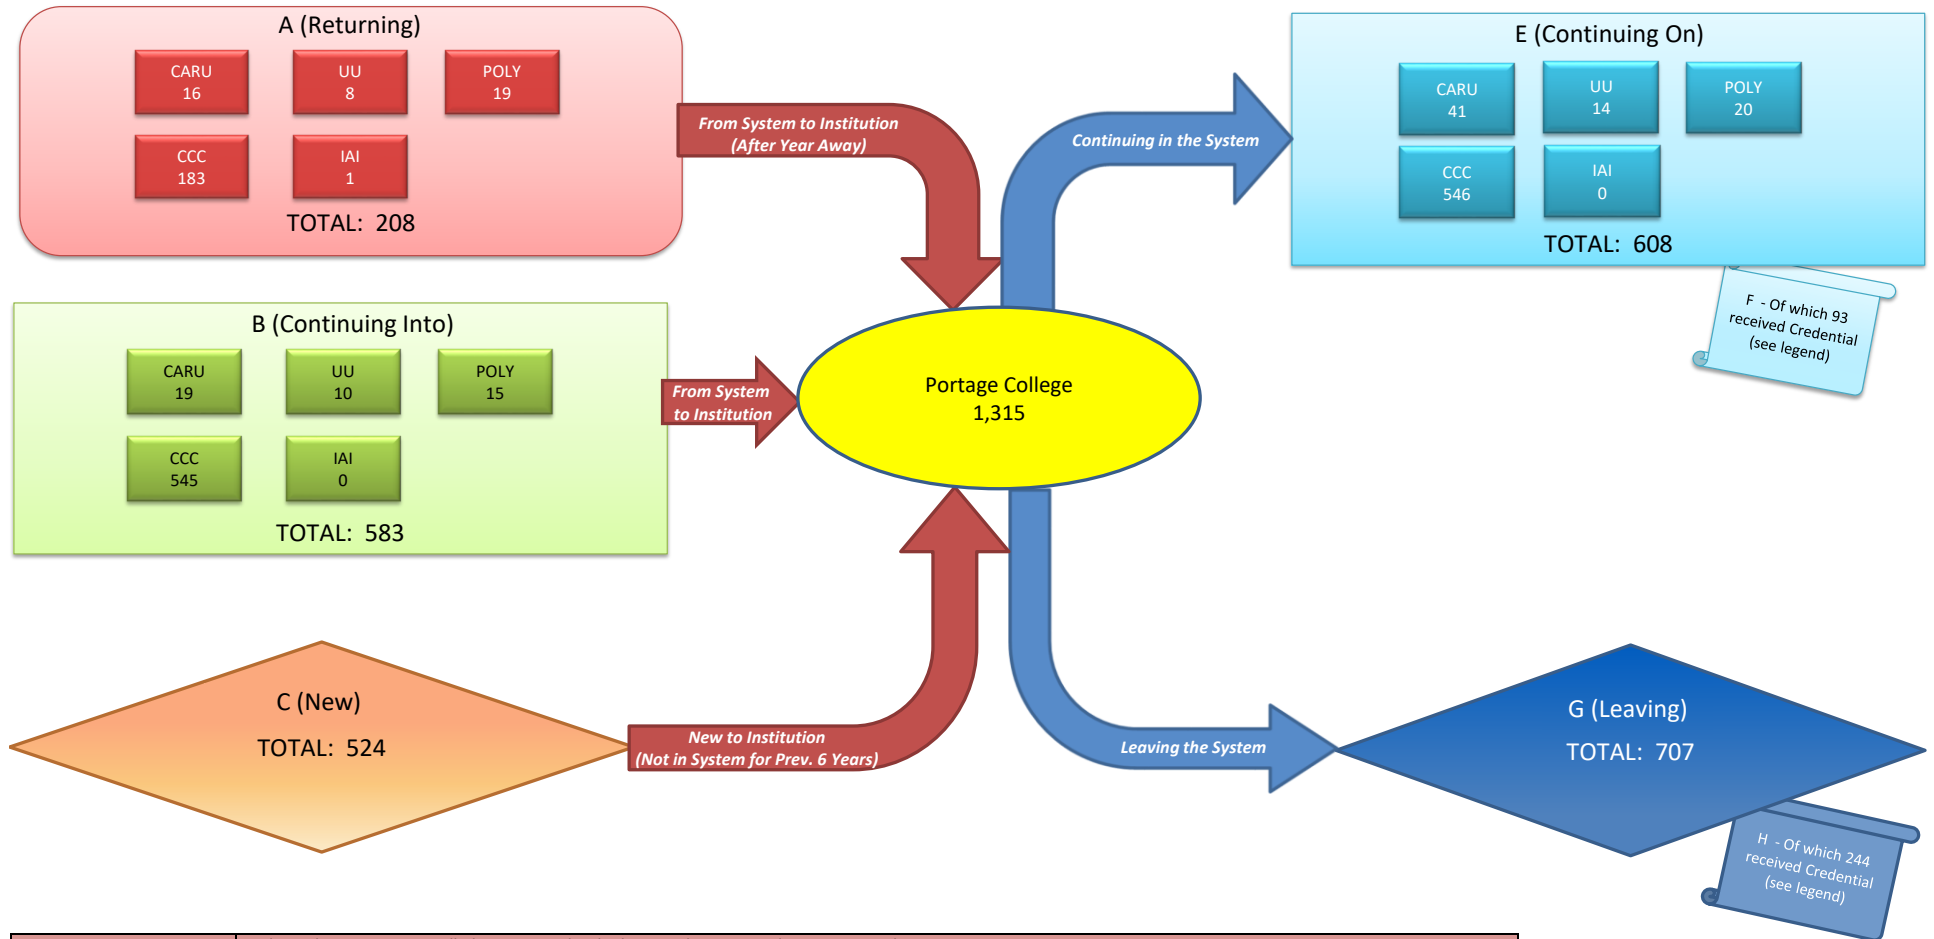 A (Returning)
CARU
16
UU
8
POLY
19
CCC
183
IAI
1
TOTAL: 208
From System to Institution
(After Year Away)
B (Continuing Into)
CARU
19
UU
10
POLY
15
CCC
545
IAI
0
TOTAL: 583
From System
to Institution
C (New)
TOTAL: 524
New to Institution
(Not in System for Prev. 6 Years)
Portage College
1,315
Continuing in the System
E (Continuing On)
CARU
41
UU
14
POLY
20
CCC
546
IAI
0
TOTAL: 608
F - Of which 93
received Credential
(see legend)
Leaving the System
G (Leaving)
TOTAL: 707
H - Of which 244
received Credential
(see legend)